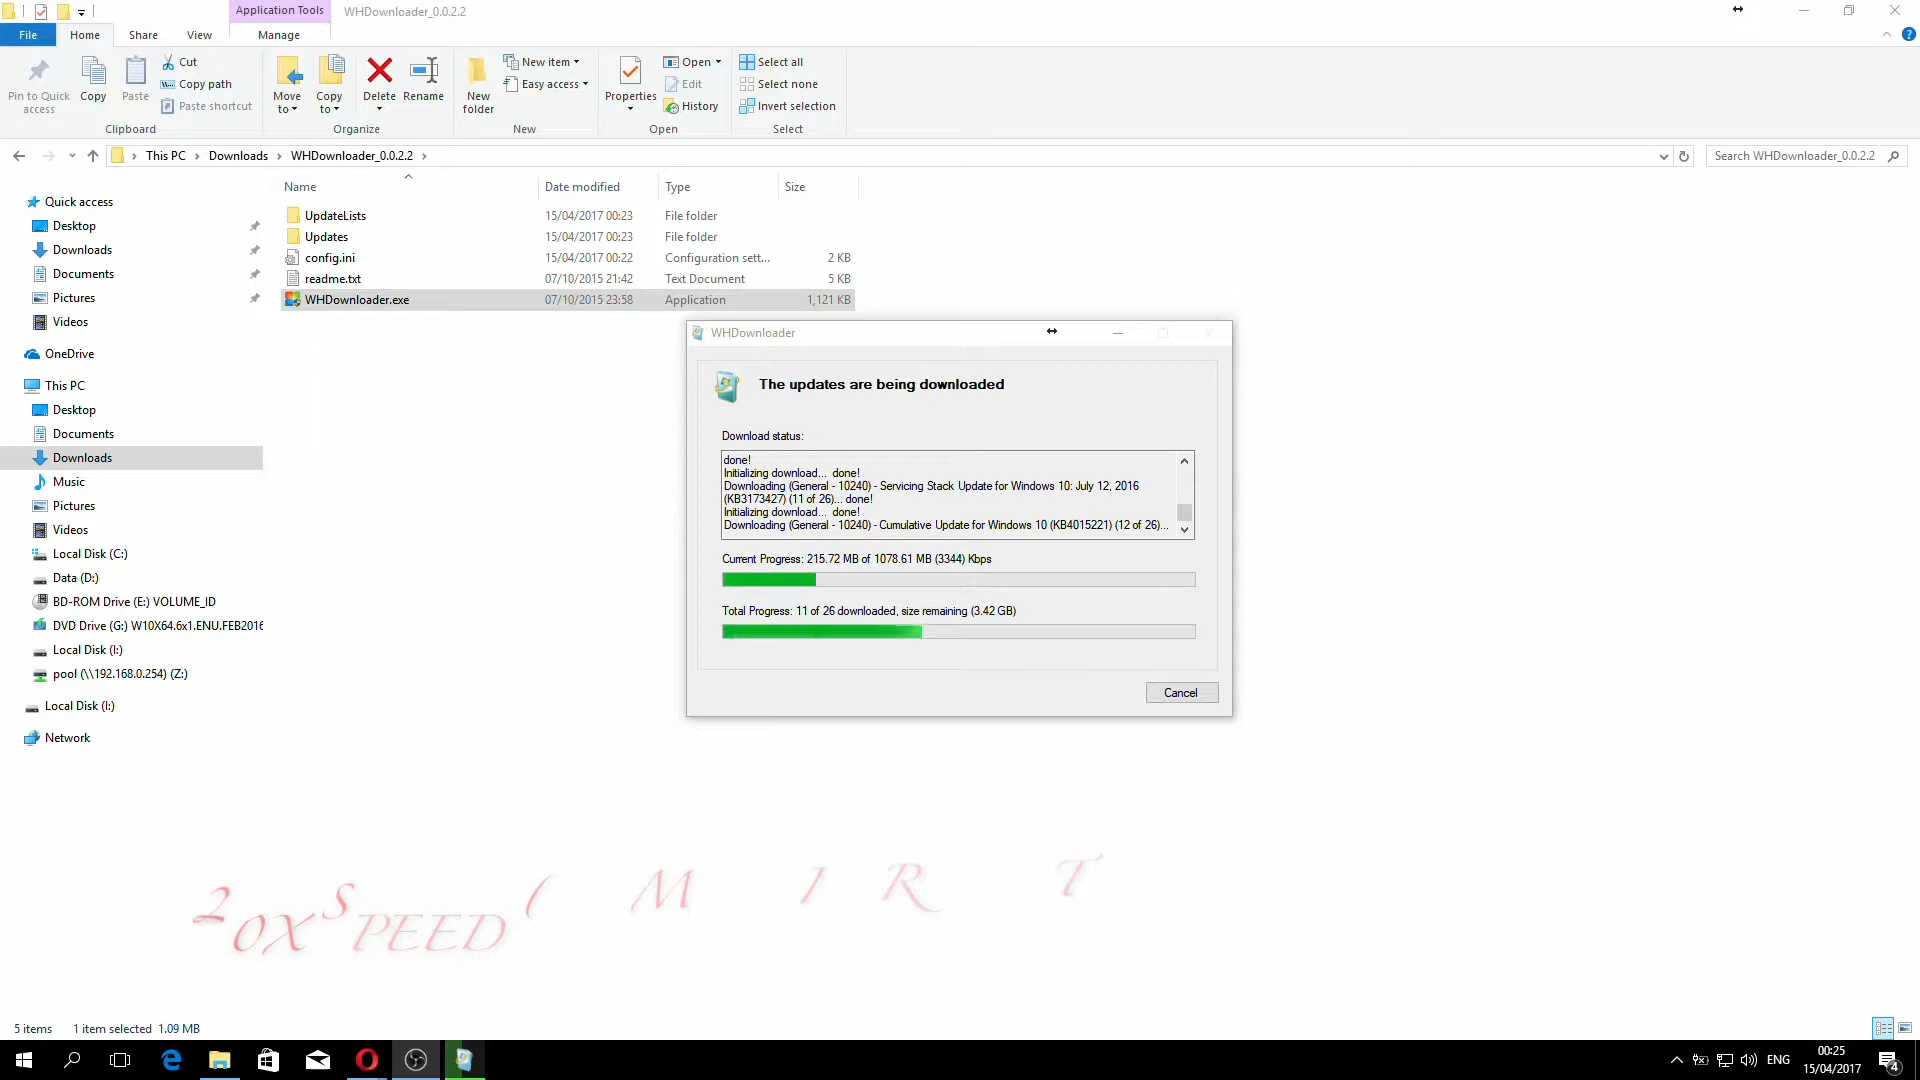 Application Tools
WHDownloader_0.0.2.2
File
Home
Share
View
Manage
Pin to Quick
access
Copy
Paste
Cut
Copy path
Paste shortcut
Clipboard
Move
to
Copy
to
Delete
Rename
Organize
New
folder
New item
Easy access
New
Properties
Open
Edit
History
Open
Select all
Select none
Invert selection
Select
This PC > Downloads > WHDownloader_0.0.2.2 >
Search WHDownloader_0.0.2.2
Name Date modified Type Size
UpdateLists 15/04/2017 00:23 File folder
Updates 15/04/2017 00:23 File folder
config.ini 15/04/2017 00:22 Configuration sett... 2 KB
readme.txt 07/10/2015 21:42 Text Document 5 KB
WHDownloader.exe 07/10/2015 23:58 Application 1,121 KB
Quick access
Desktop
Downloads
Documents
Pictures
Videos
OneDrive
This PC
Desktop
Documents
Downloads
Music
Pictures
Videos
Local Disk (C:)
Data (D:)
BD-ROM Drive (E:) VOLUME_ID
DVD Drive (G:) W10X64.6x1.ENU.FEB2016
Local Disk (I:)
pool (\\192.168.0.254) (Z:)
Local Disk (I:)
Network
WHDownloader
The updates are being downloaded
Download status:
done!
Initializing download... done!
Downloading (General - 10240) - Servicing Stack Update for Windows 10: July 12, 2016
(KB3173427) (11 of 26)... done!
Initializing download... done!
Downloading (General - 10240) - Cumulative Update for Windows 10 (KB4015221) (12 of 26)...
Current Progress: 215.72 MB of 1078.61 MB (3344) Kbps
Total Progress: 11 of 26 downloaded, size remaining (3.42 GB)
Cancel
20X SPEED ( M I R T
5 items 1 item selected 1.09 MB
ENG
00:25
15/04/2017
4